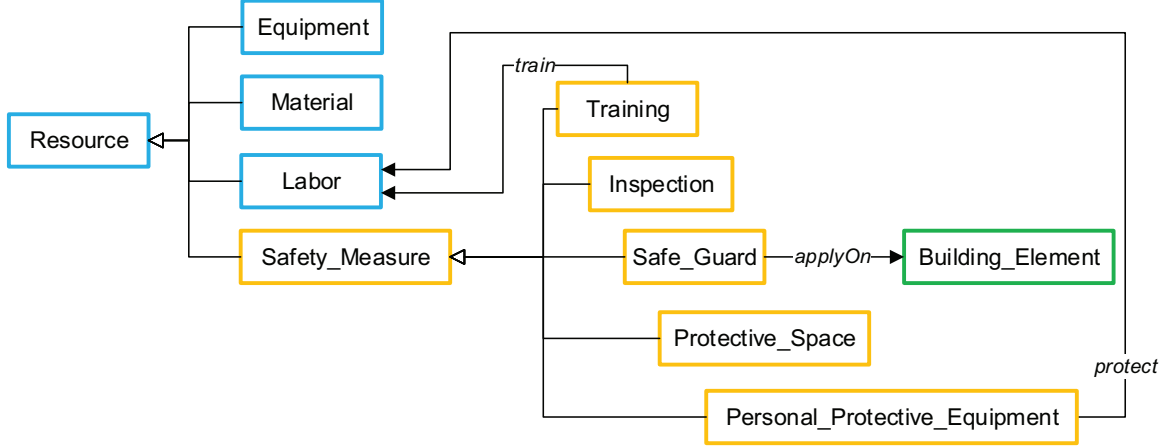 Equipment
train
Training
Material
Resource
Labor
Inspection
Safety_Measure
Safe_Guard
applyOn
Building_Element
Protective_Space
protect
Personal_Protective_Equipment